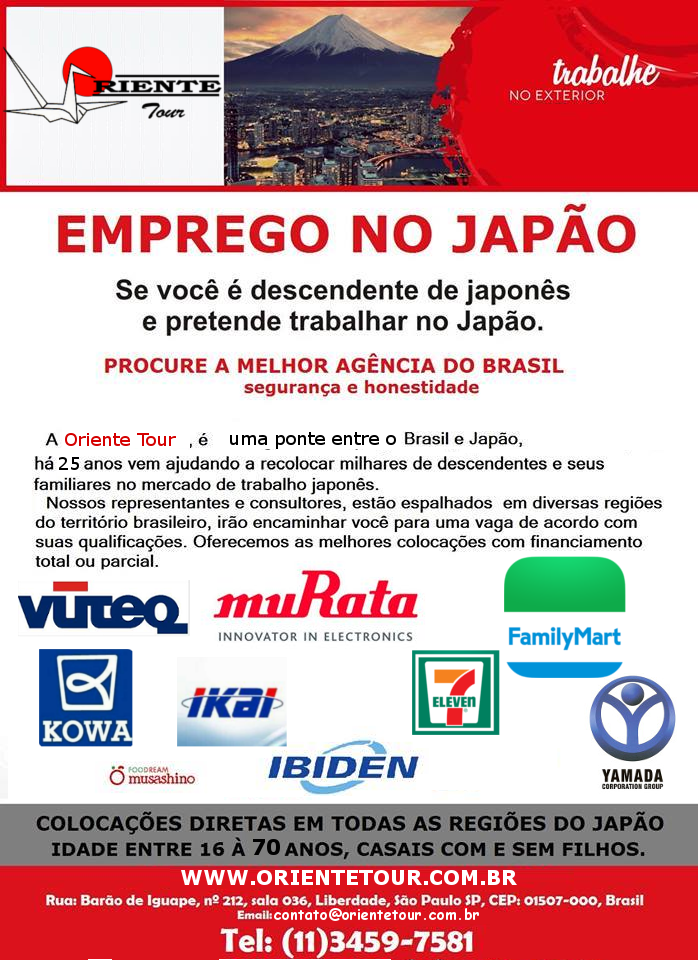 ORIENTE
Tour
trabalhe
NO EXTERIOR
EMPREGO NO JAPÃO
Se você é descendente de japonês
e pretende trabalhar no Japão.
PROCURE A MELHOR AGÊNCIA DO BRASIL
segurança e honestidade
A Oriente Tour , é uma ponte entre o Brasil e Japão,
há 25 anos vem ajudando a recolocar milhares de descendentes e seus
familiares no mercado de trabalho japonês.
Nossos representantes e consultores, estão espalhados em diversas regiões
do território brasileiro, irão encaminhar você para uma vaga de acordo com
suas qualificações. Oferecemos as melhores colocações com financiamento
total ou parcial.
VUTEQ
muRata
INNOVATOR IN ELECTRONICS
FamilyMart
KOWA
IKAI
7
ELEVEN
YAMADA
CORPORATION GROUP
FOODREAM
musashino
IBIDEN
COLOCAÇÕES DIRETAS EM TODAS AS REGIÕES DO JAPÃO
IDADE ENTRE 16 À 70 ANOS, CASAIS COM E SEM FILHOS.
WWW.ORIENTETOUR.COM.BR
Rua: Barão de Iguape, nº 212, sala 036, Liberdade, São Paulo SP, CEP: 01507-000, Brasil
Email: contato@orientetour.com.br
Tel: (11)3459-7581